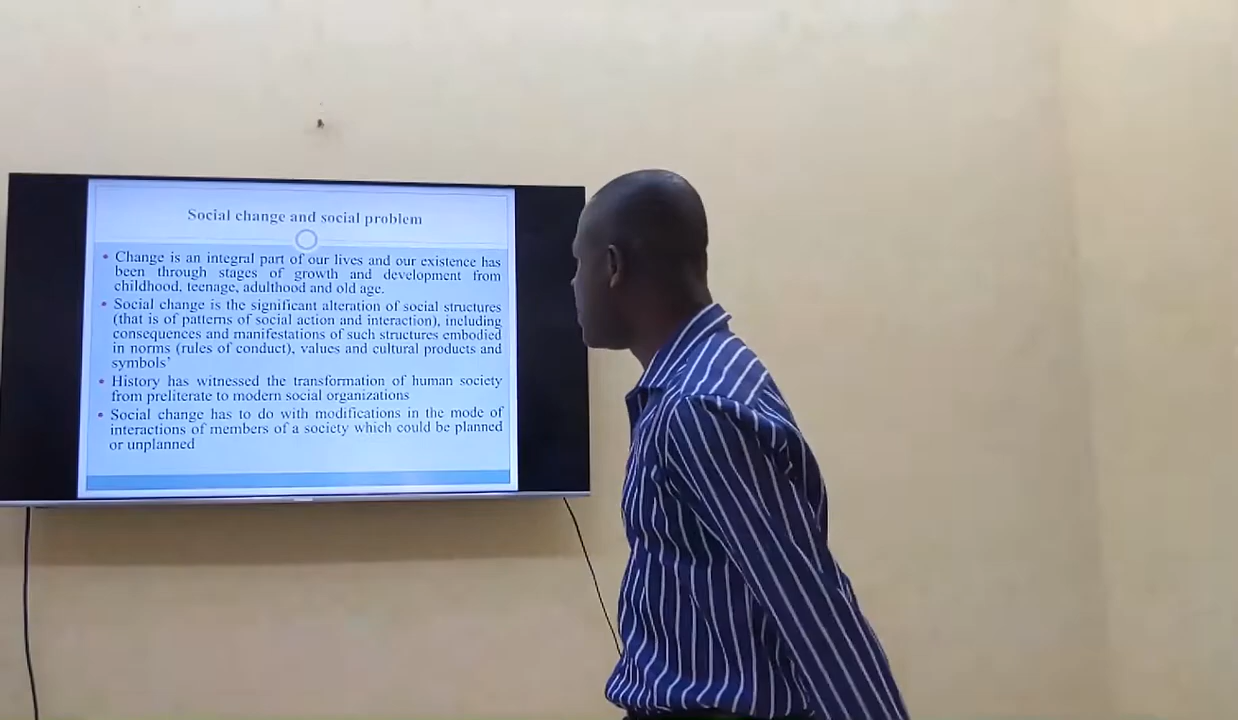 Social change and social problem
• Change is an integral part of our lives and our existence has
been through stages of growth and development from
childhood, teenage, adulthood and old age.
• Social change is the significant alteration of social structures
(that is of patterns of social action and interaction), including
consequences and manifestations of such structures embodied
in norms (rules of conduct), values and cultural products and
symbols'
• History has witnessed the transformation of human society
from preliterate to modern social organizations
• Social change has to do with modifications in the mode of
interactions of members of a society which could be planned
or unplanned